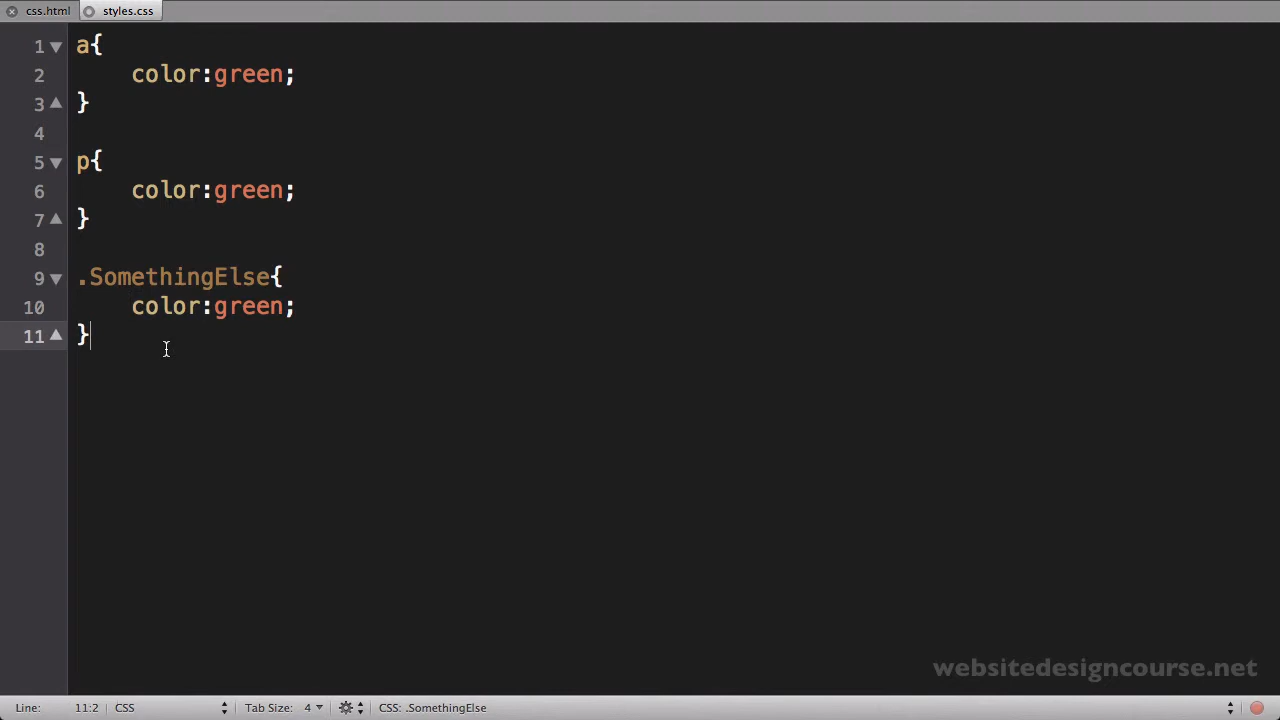 css.html styles.css
1 a{
2 color:green;
3 }
4
5 p{
6 color:green;
7 }
8
9 .SomethingElse{
10 color:green;
11 }
websitedesigncourse.net
Line: 11:2 CSS Tab Size: 4 CSS: .SomethingElse